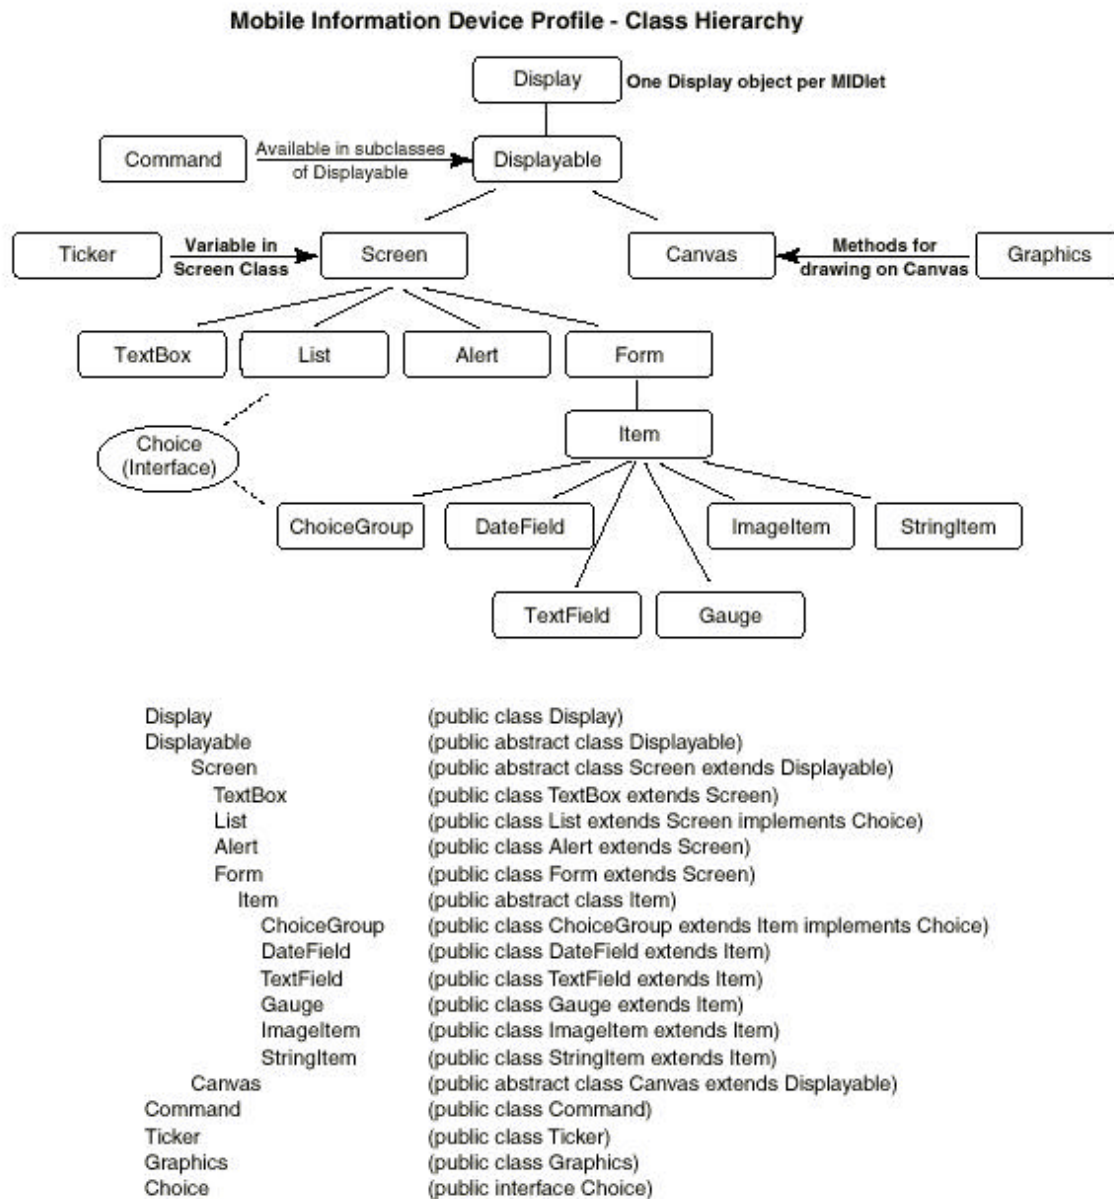 Mobile Information Device Profile - Class Hierarchy
Display
One Display object per MIDlet
Command
Available in subclasses
of Displayable
Displayable
Ticker
Variable in
Screen Class
Screen
Canvas
Methods for
drawing on Canvas
Graphics
TextBox
List
Alert
Form
Choice
(Interface)
Item
ChoiceGroup
DateField
ImageItem
StringItem
TextField
Gauge
Display (public class Display)
Displayable (public abstract class Displayable)
Screen (public abstract class Screen extends Displayable)
TextBox (public class TextBox extends Screen)
List (public class List extends Screen implements Choice)
Alert (public class Alert extends Screen)
Form (public class Form extends Screen)
Item (public abstract class Item)
ChoiceGroup (public class ChoiceGroup extends Item implements Choice)
DateField (public class DateField extends Item)
TextField (public class TextField extends Item)
Gauge (public class Gauge extends Item)
ImageItem (public class ImageItem extends Item)
StringItem (public class StringItem extends Item)
Canvas (public abstract class Canvas extends Displayable)
Command (public class Command)
Ticker (public class Ticker)
Graphics (public class Graphics)
Choice (public interface Choice)